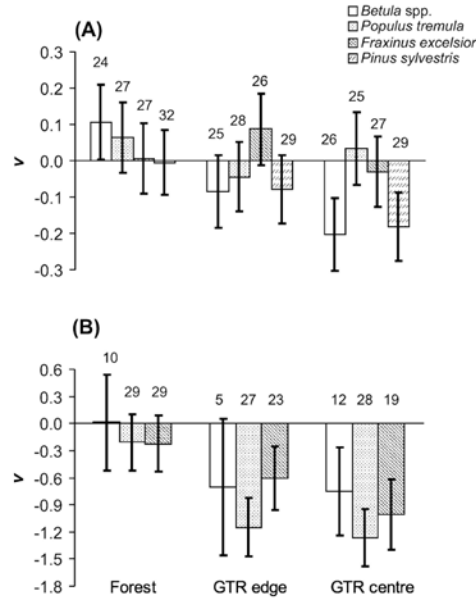 Betula spp.
Populus tremula
Fraxinus excelsior
Pinus sylvestris
(A)
0.3
0.2
0.1
0.0
-0.1
-0.2
-0.3
v
24 27 27 32
25 28 26 29
26 25 27 29
(B)
0.6
0.3
0.0
-0.3
-0.6
-0.9
-1.2
-1.5
-1.8
v
10 29 29
5 27 23
12 28 19
Forest GTR edge GTR centre